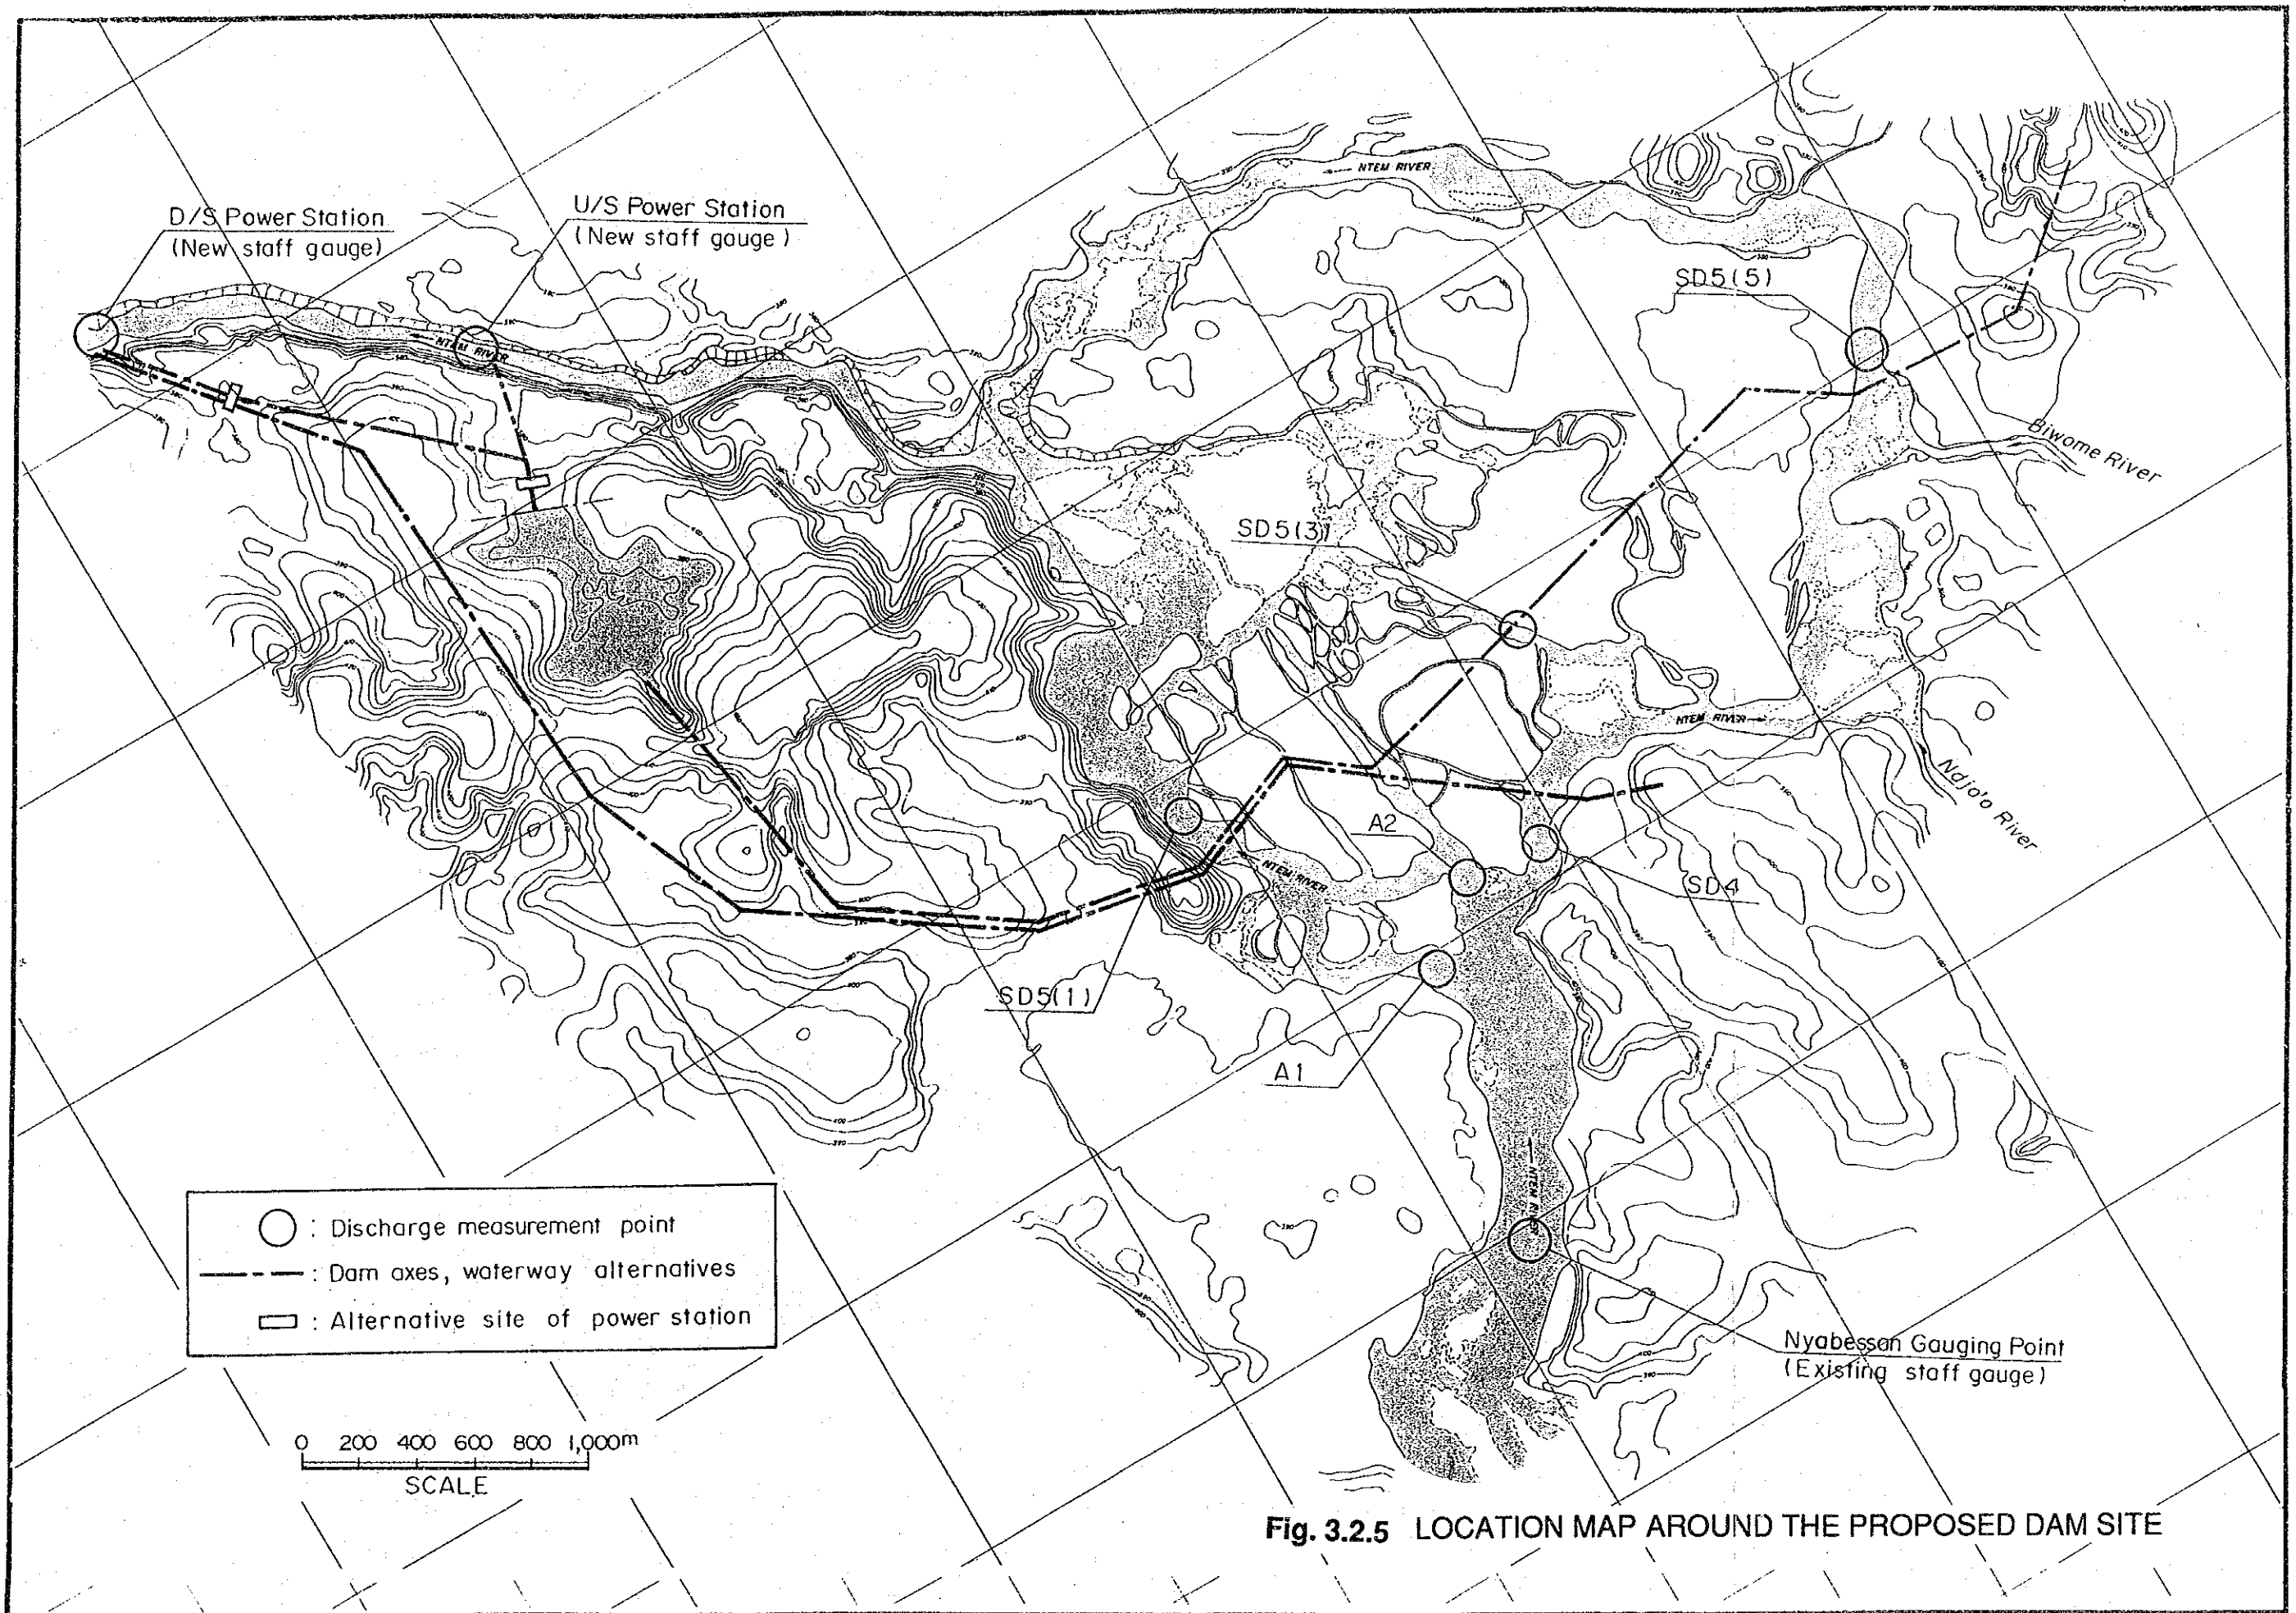 NTEM RIVER
D/S Power Station
(New staff gauge)
U/S Power Station
(New staff gauge)
SD5(5)
NTEM RIVER
Biwome River
SD5(3)
NTEM RIVER
Ndjo'o River
A2
NTEM RIVER
SD4
SD5(1)
A1
NTEM RIVER
: Discharge measurement point
: Dam axes, waterway alternatives
: Alternative site of power station
Nyabessan Gauging Point
(Existing staff gauge)
0 200 400 600 800 1,000m
SCALE
Fig. 3.2.5 LOCATION MAP AROUND THE PROPOSED DAM SITE